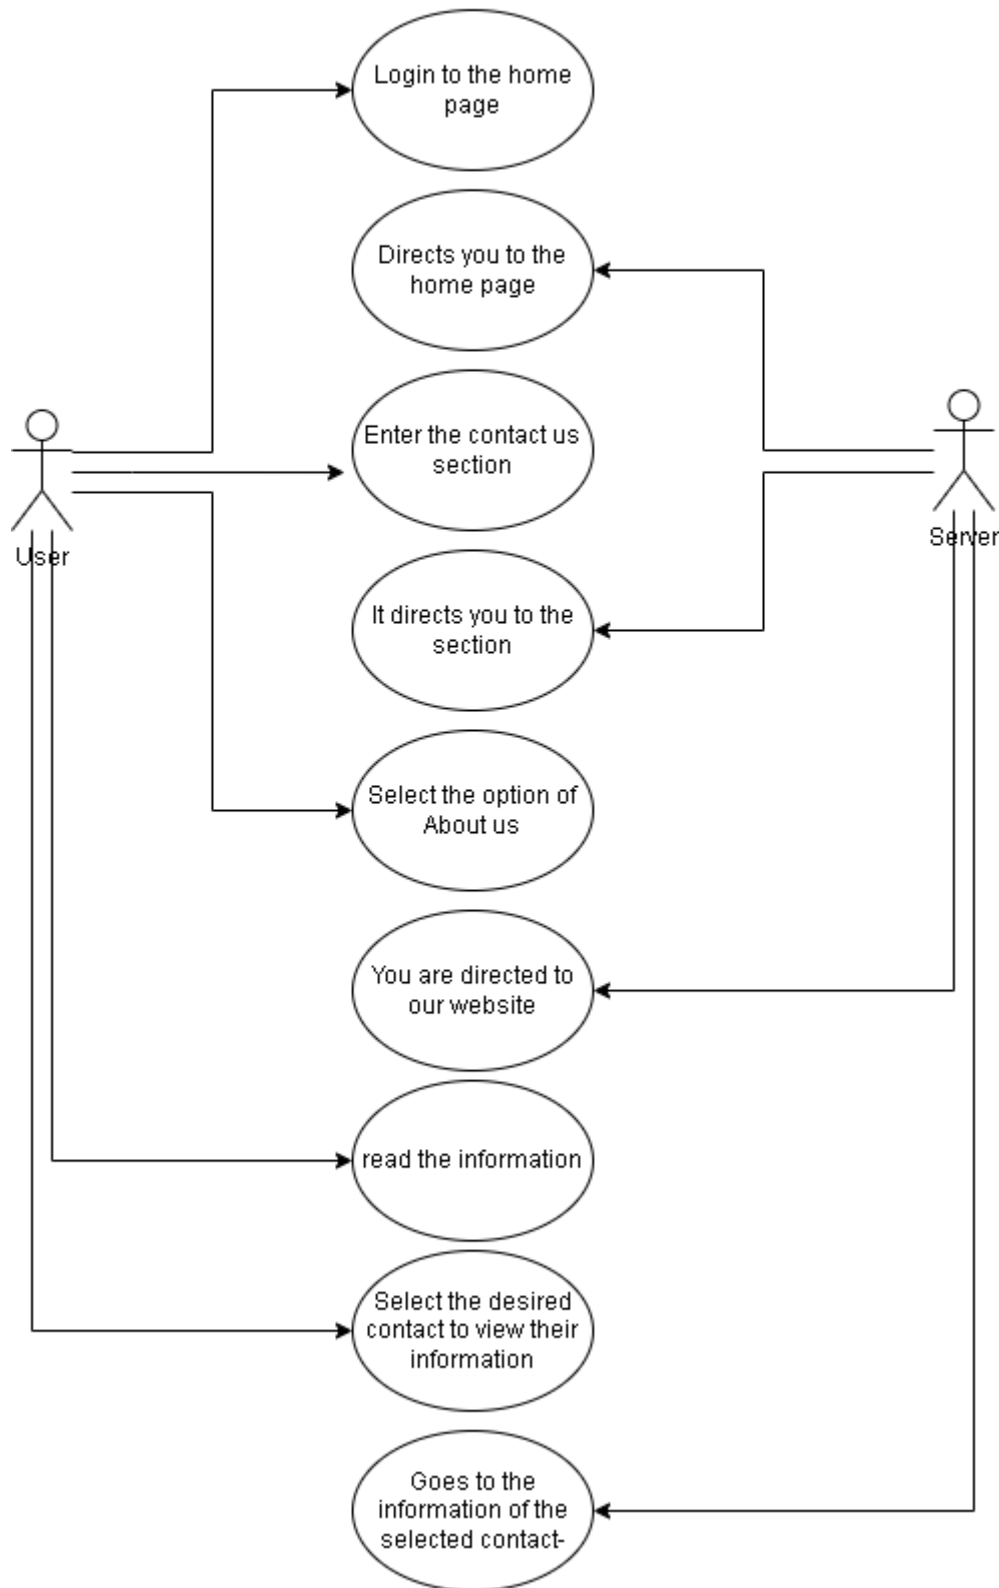 Login to the home
page
Directs you to the
home page
Enter the contact us
section
User
Server
It directs you to the
section
Select the option of
About us
You are directed to
our website
read the information
Select the desired
contact to view their
information
Goes to the
information of the
selected contact-